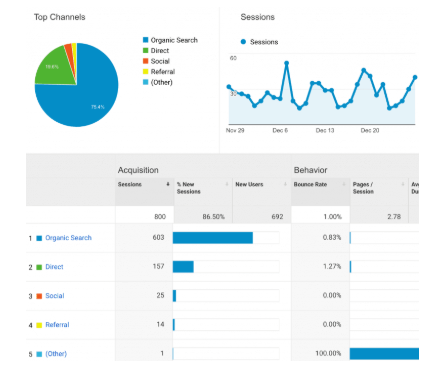 Top Channels
Organic Search
Direct
Social
Referral
(Other)
19.6%
75.4%
Sessions
Sessions
60
30
Nov 29 Dec 6 Dec 13 Dec 20
Acquisition Behavior
Sessions % New Sessions New Users Bounce Rate Pages / Session
800 86.50% 692 1.00% 2.78
1 Organic Search 603 0.83%
2 Direct 157 1.27%
3 Social 25 0.00%
4 Referral 14 0.00%
5 (Other) 1 100.00%